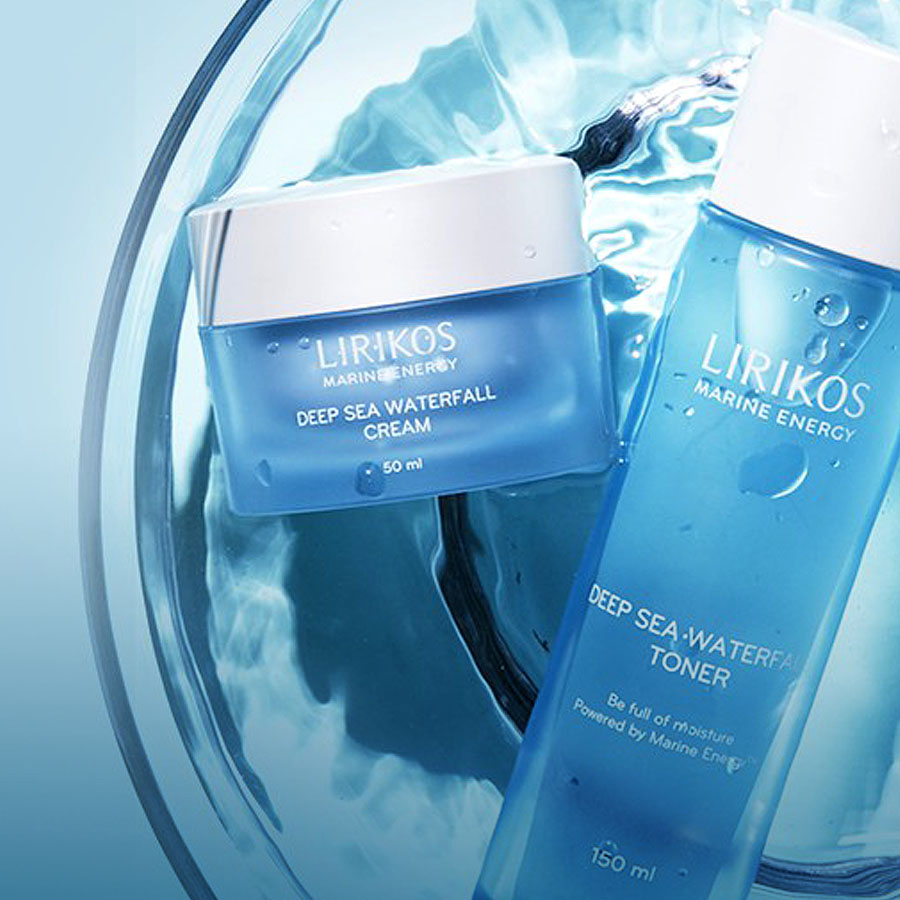 LIRIKOS
MARINE ENERGY
DEEP SEA WATERFALL
CREAM
50 ml
LIRIKOS
MARINE ENERGY
DEEP SEA WATERFA
TONER
Be full of moisture
Powered by Marine Energy
150 ml